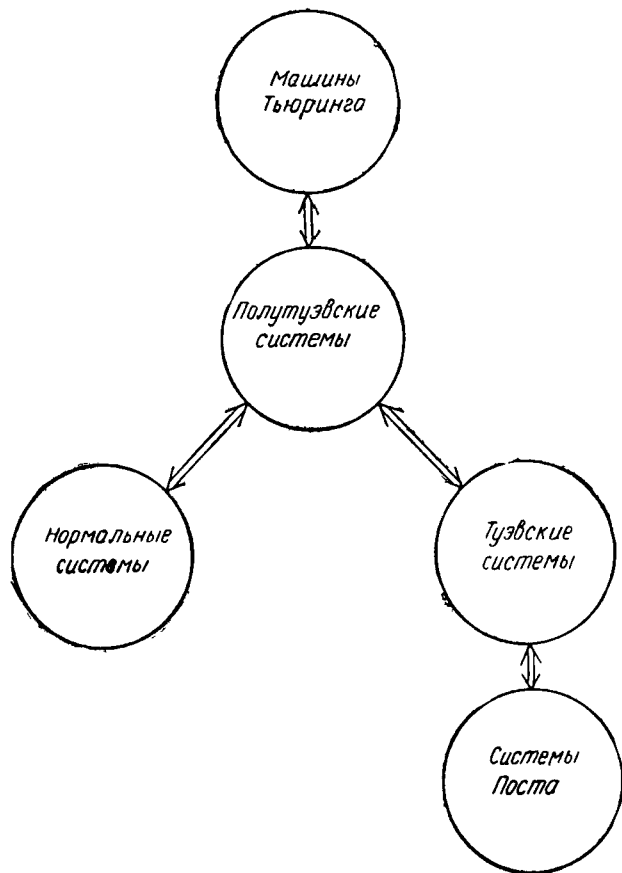 Машины
Тьюринга
Полутуэвские
системы
Нормальные
системы
Туэвские
системы
Системы
Поста